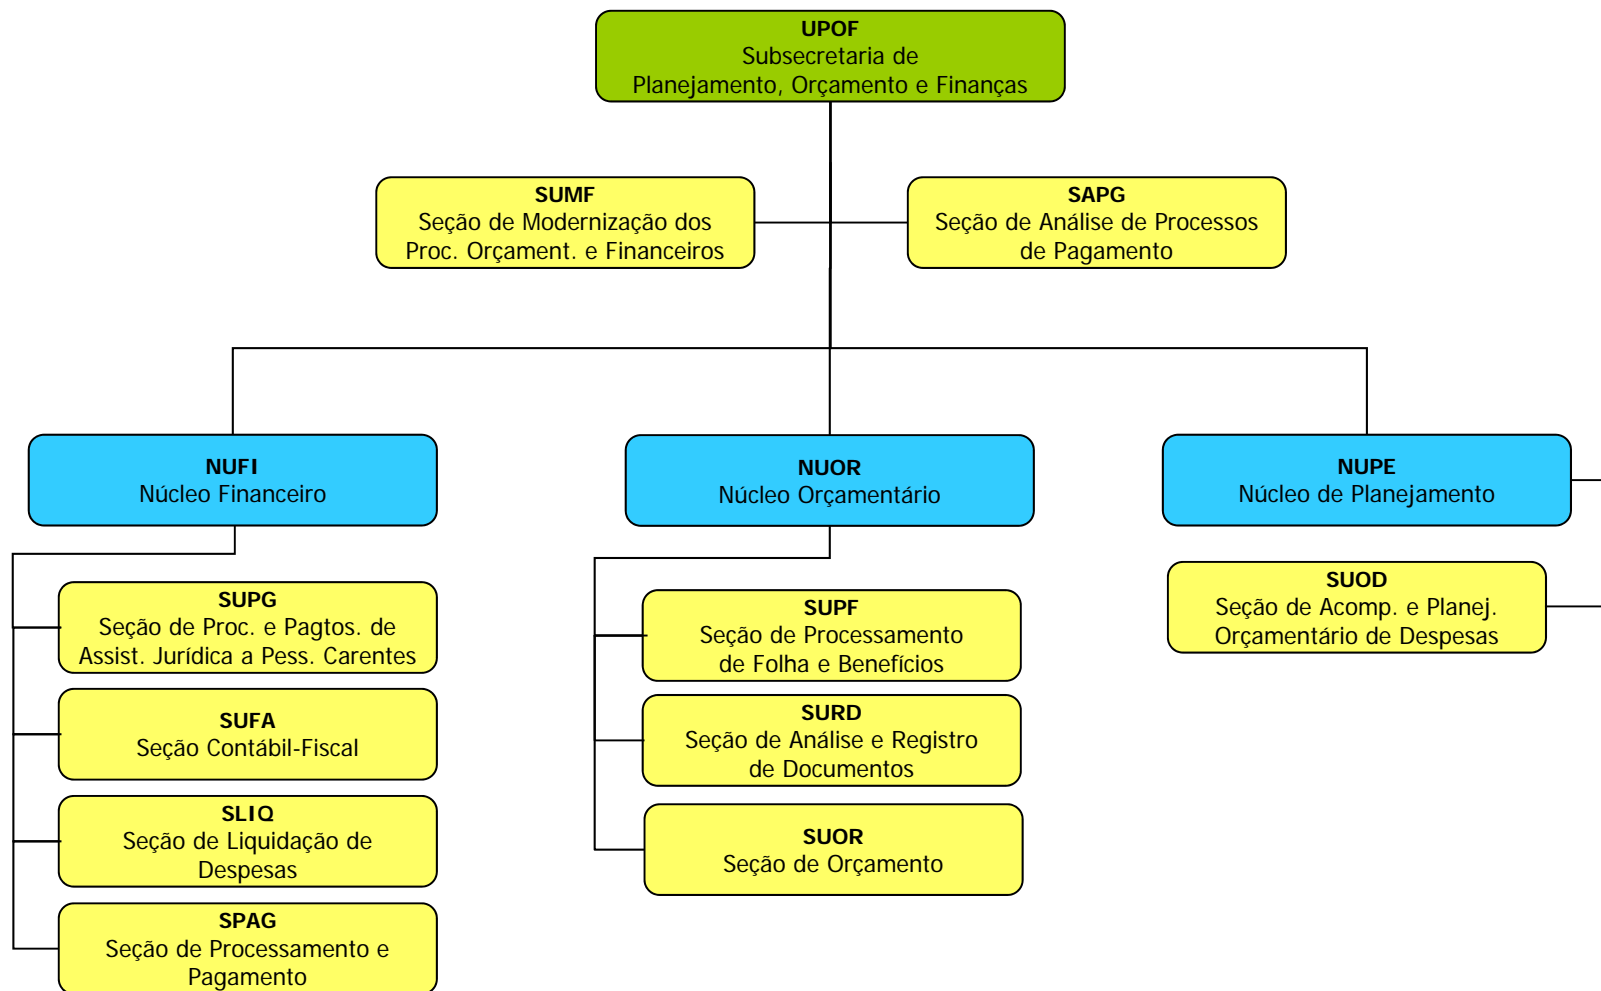 UPOF
Subsecretaria de
Planejamento, Orçamento e Finanças
SUMF
Seção de Modernização dos
Proc. Orçament. e Financeiros
SAPG
Seção de Análise de Processos
de Pagamento
NUFI
Núcleo Financeiro
NUOR
Núcleo Orçamentário
NUPE
Núcleo de Planejamento
SUPG
Seção de Proc. e Pagtos. de
Assist. Jurídica a Pess. Carentes
SUFA
Seção Contábil-Fiscal
SLIQ
Seção de Liquidação de
Despesas
SPAG
Seção de Processamento e
Pagamento
SUPF
Seção de Processamento
de Folha e Benefícios
SURD
Seção de Análise e Registro
de Documentos
SUOR
Seção de Orçamento
SUOD
Seção de Acomp. e Planej.
Orçamentário de Despesas